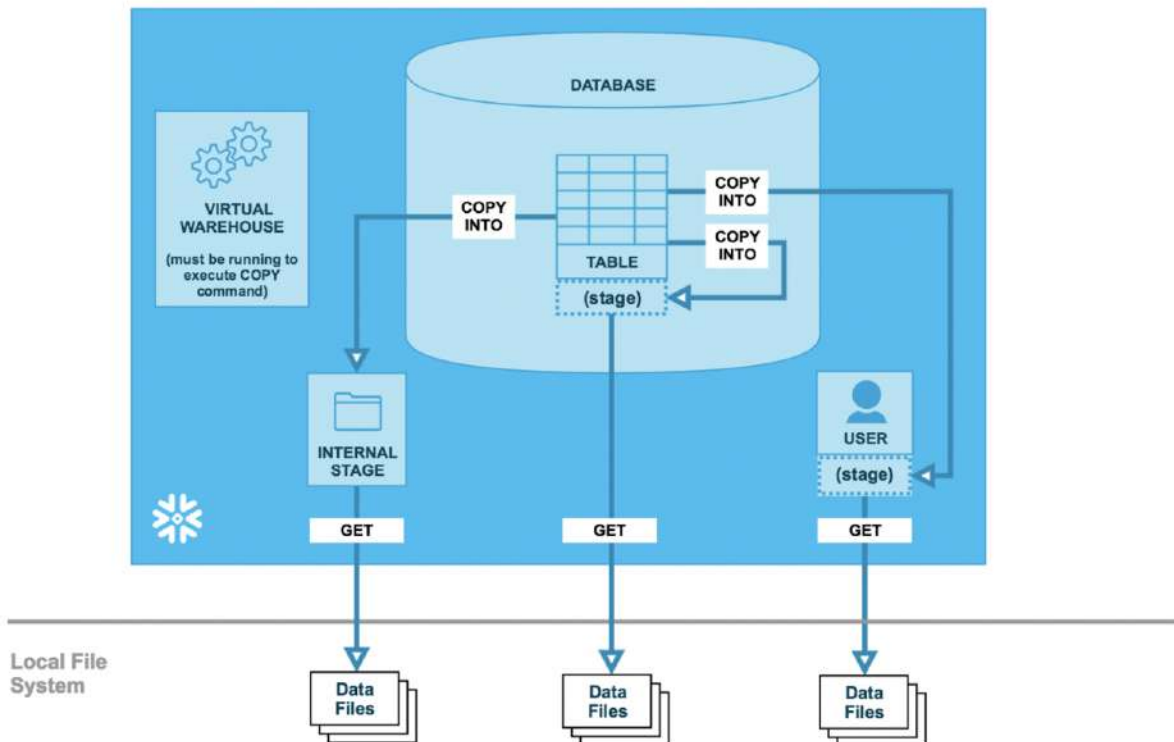 DATABASE
VIRTUAL
WAREHOUSE
(must be running to
execute COPY
command)
COPY
INTO
COPY
INTO
COPY
INTO
TABLE
(stage)
INTERNAL
STAGE
USER
(stage)
GET
GET
GET
Local File
System
Data
Files
Data
Files
Data
Files